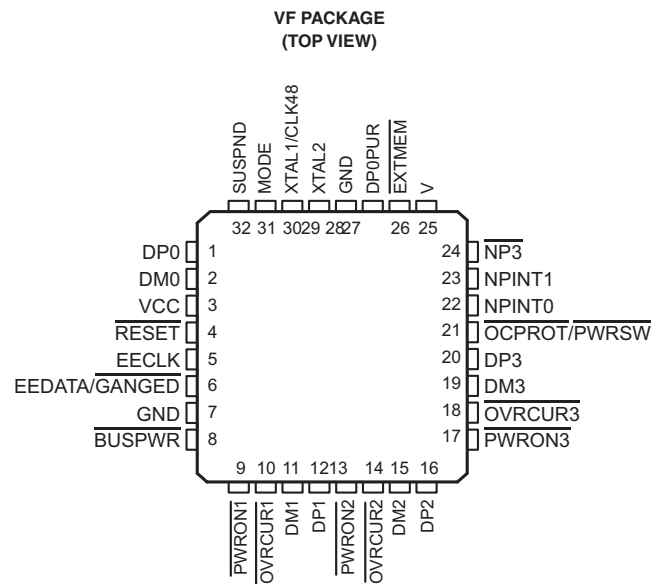 VF PACKAGE
(TOP VIEW)
SUSPND
MODE
XTAL1/CLK48
XTAL2
GND
DP0PUR
EXTMEM
V
32 31 30 29 28 27 26 25
DP0 1
DM0 2
VCC 3
RESET 4
EECLK 5
EEDATA/GANGED 6
GND 7
BUSPWR 8
24 NP3
23 NPINT1
22 NPINT0
21 OCPROT/PWRSW
20 DP3
19 DM3
18 OVRCUR3
17 PWRON3
9 10 11 12 13 14 15 16
PWRON1
OVRCUR1
DM1
DP1
PWRON2
OVRCUR2
DM2
DP2